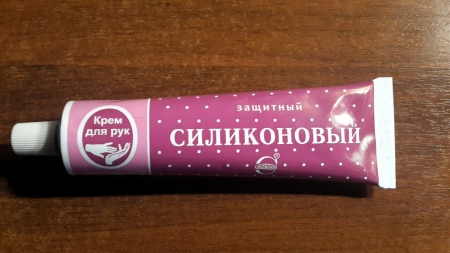 Крем
для рук
защитный
СИЛИКОНОВЫЙ
®